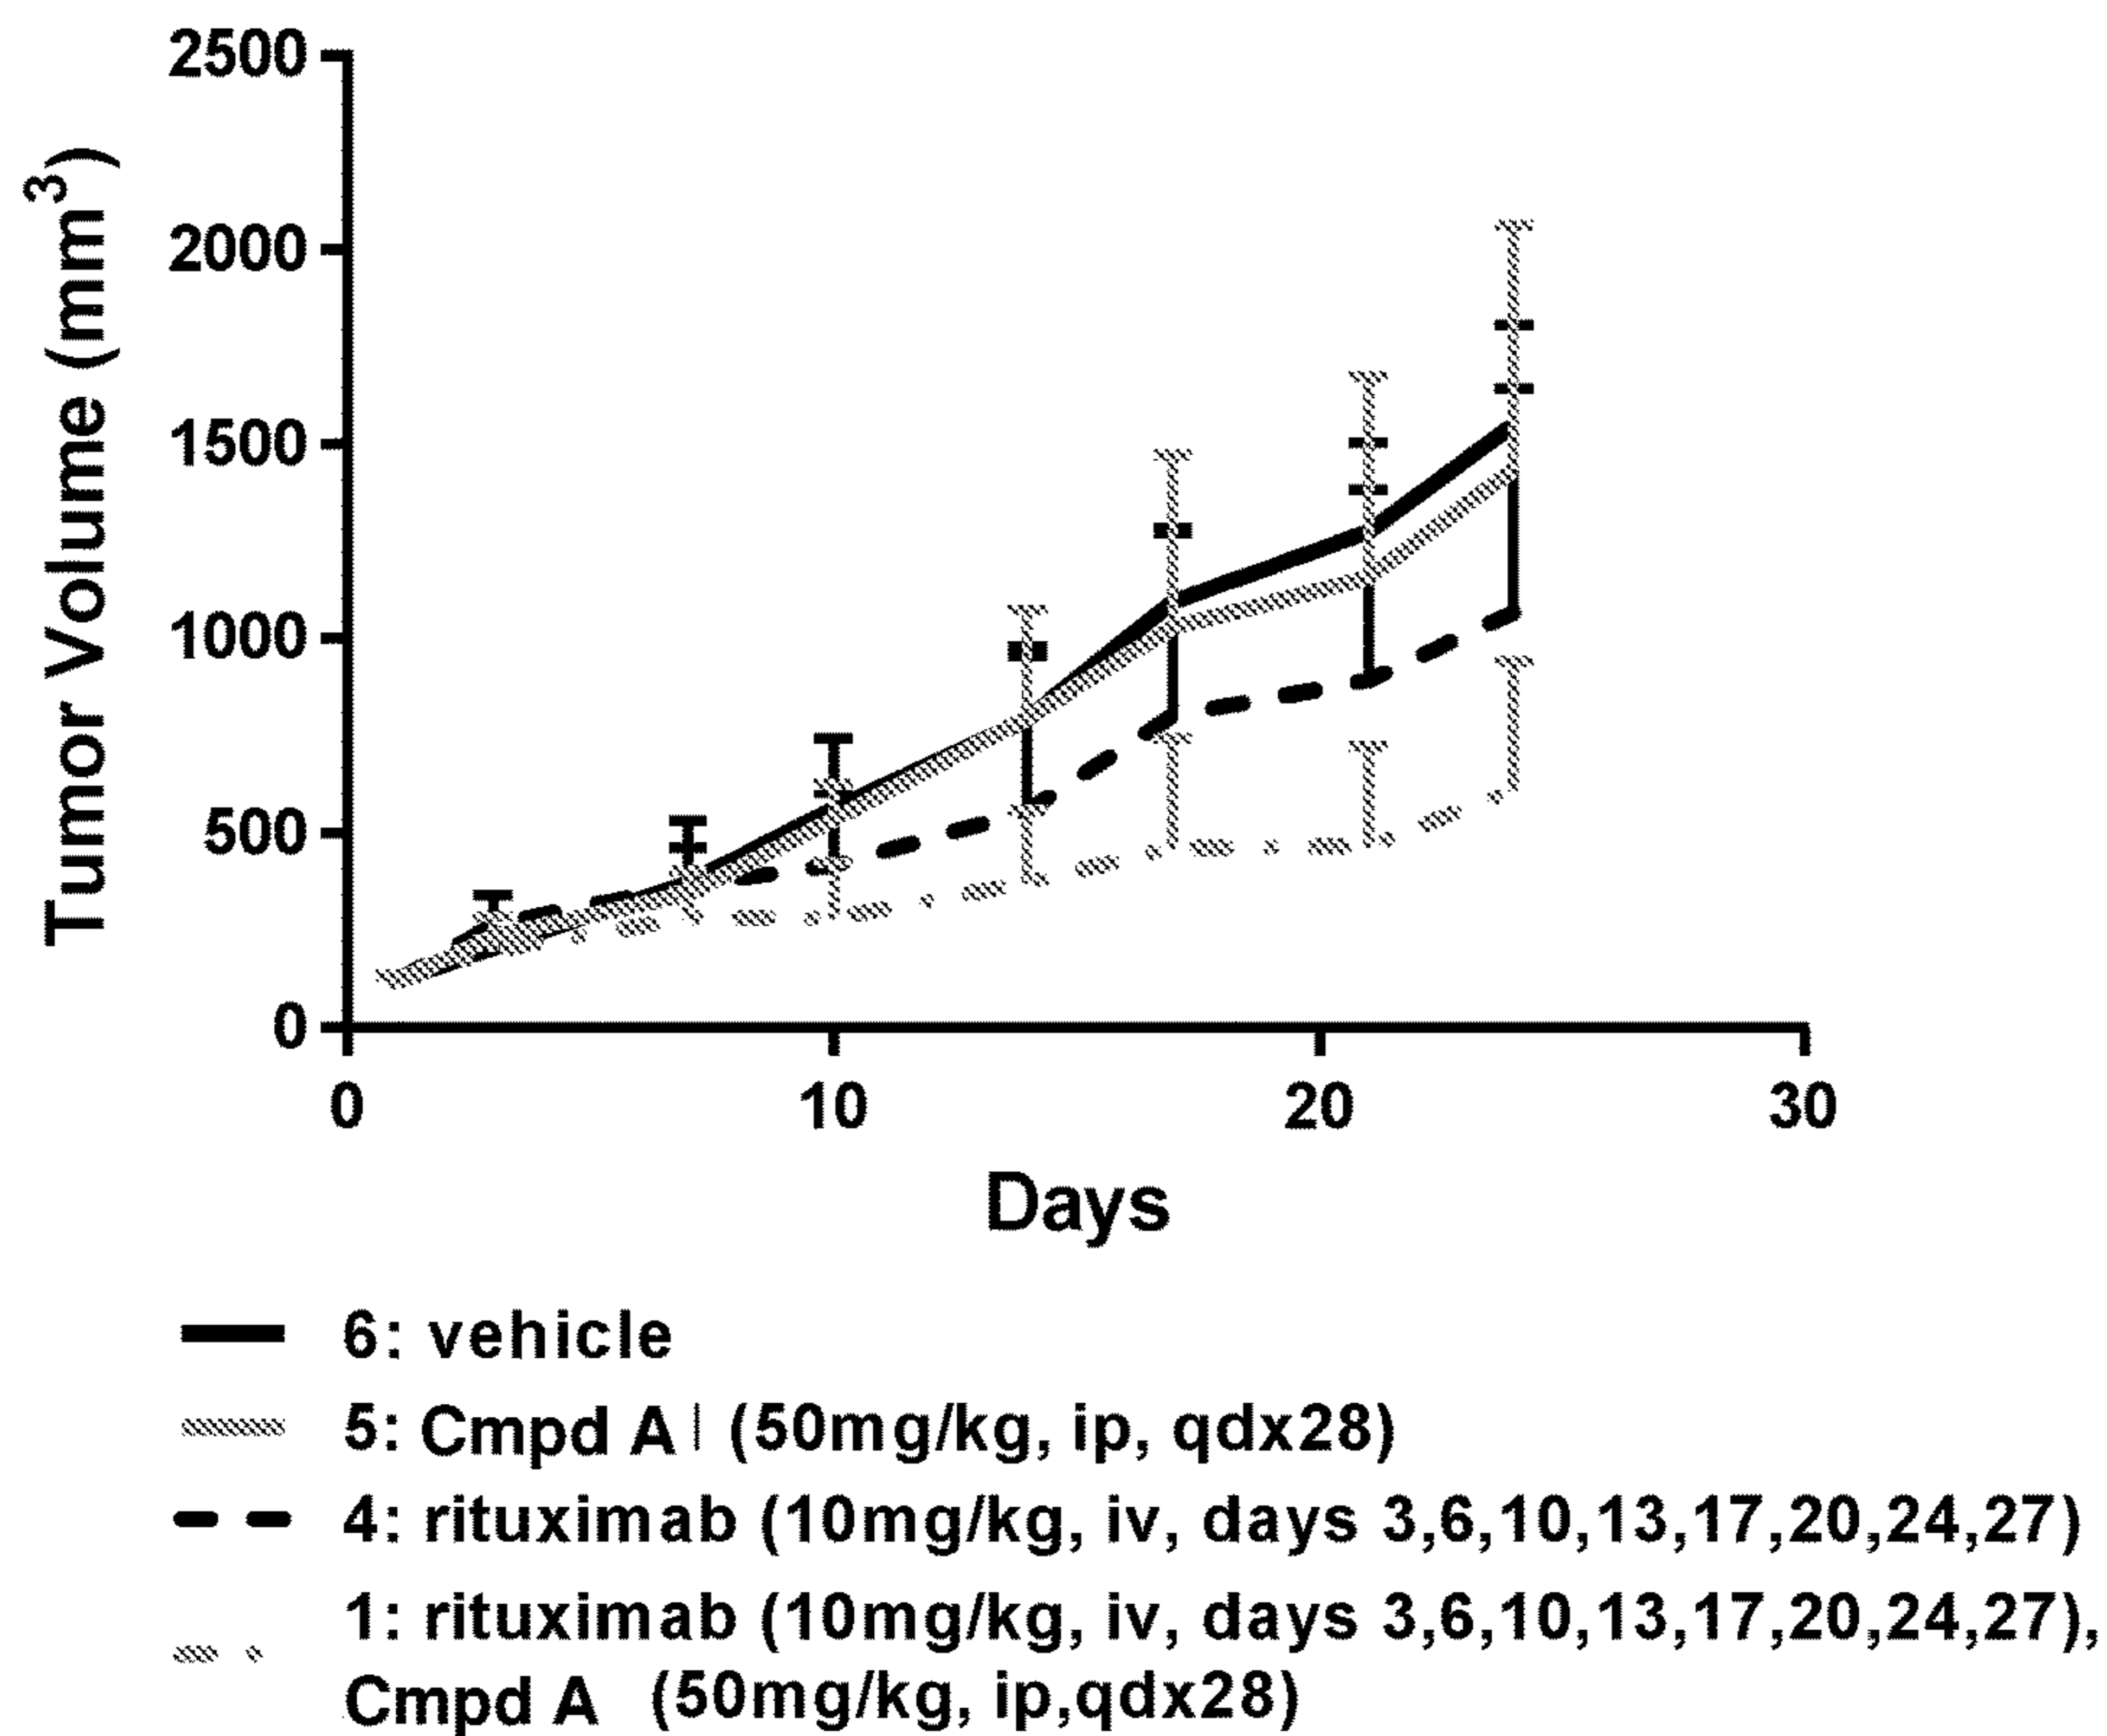 2500
2000
1500
1000
500
0
Tumor Volume (mm³)
0 10 20 30
Days
6: vehicle
5: Cmpd A (50mg/kg, ip, qdx28)
4: rituximab (10mg/kg, iv, days 3,6,10,13,17,20,24,27)
1: rituximab (10mg/kg, iv, days 3,6,10,13,17,20,24,27),
Cmpd A (50mg/kg, ip,qdx28)